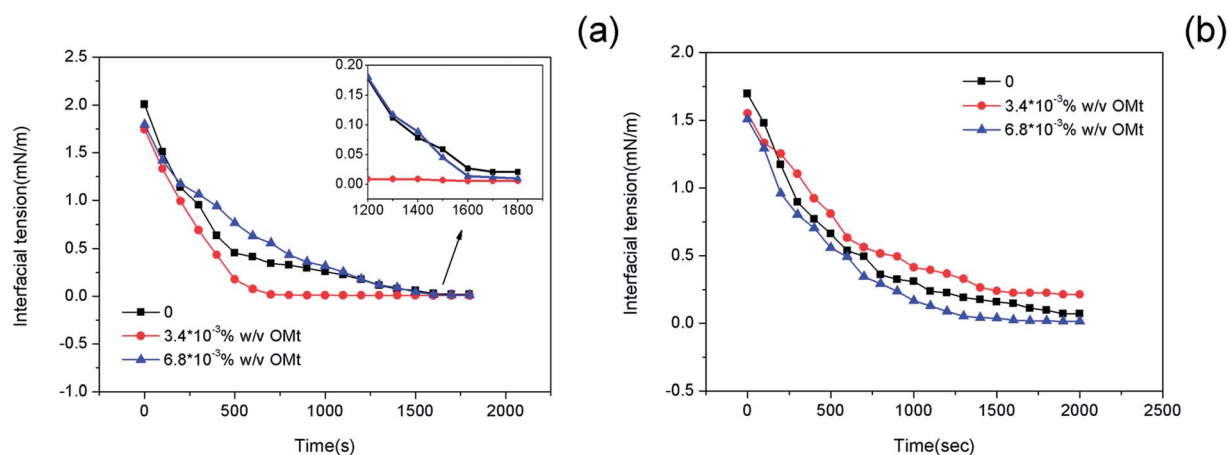 (a)
2.5
2.0
1.5
1.0
0.5
0.0
-0.5
-1.0
Interfacial tension(mN/m)
0.20
0.15
0.10
0.05
0.00
1200 1400 1600 1800
0
3.4*10⁻³% w/v OMt
6.8*10⁻³% w/v OMt
0 500 1000 1500 2000
Time(s)
(b)
2.0
1.5
1.0
0.5
0.0
-0.5
Interfacial tension(mN/m)
0
3.4*10⁻³% w/v OMt
6.8*10⁻³% w/v OMt
0 500 1000 1500 2000 2500
Time(sec)